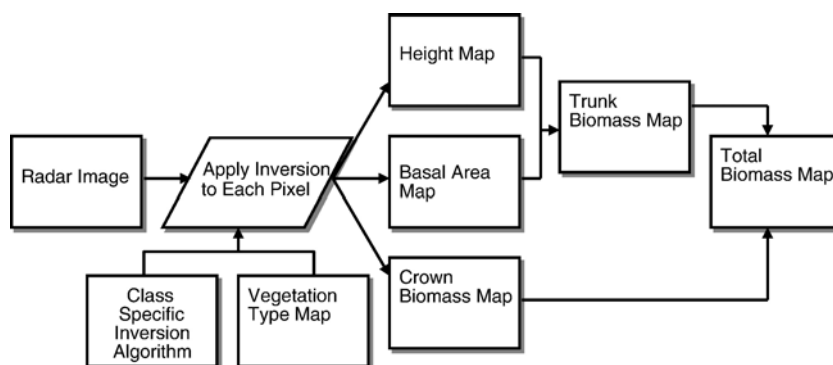 Radar Image
Apply Inversion
to Each Pixel
Class
Specific
Inversion
Algorithm
Vegetation
Type Map
Height Map
Basal Area
Map
Crown
Biomass Map
Trunk
Biomass Map
Total
Biomass Map